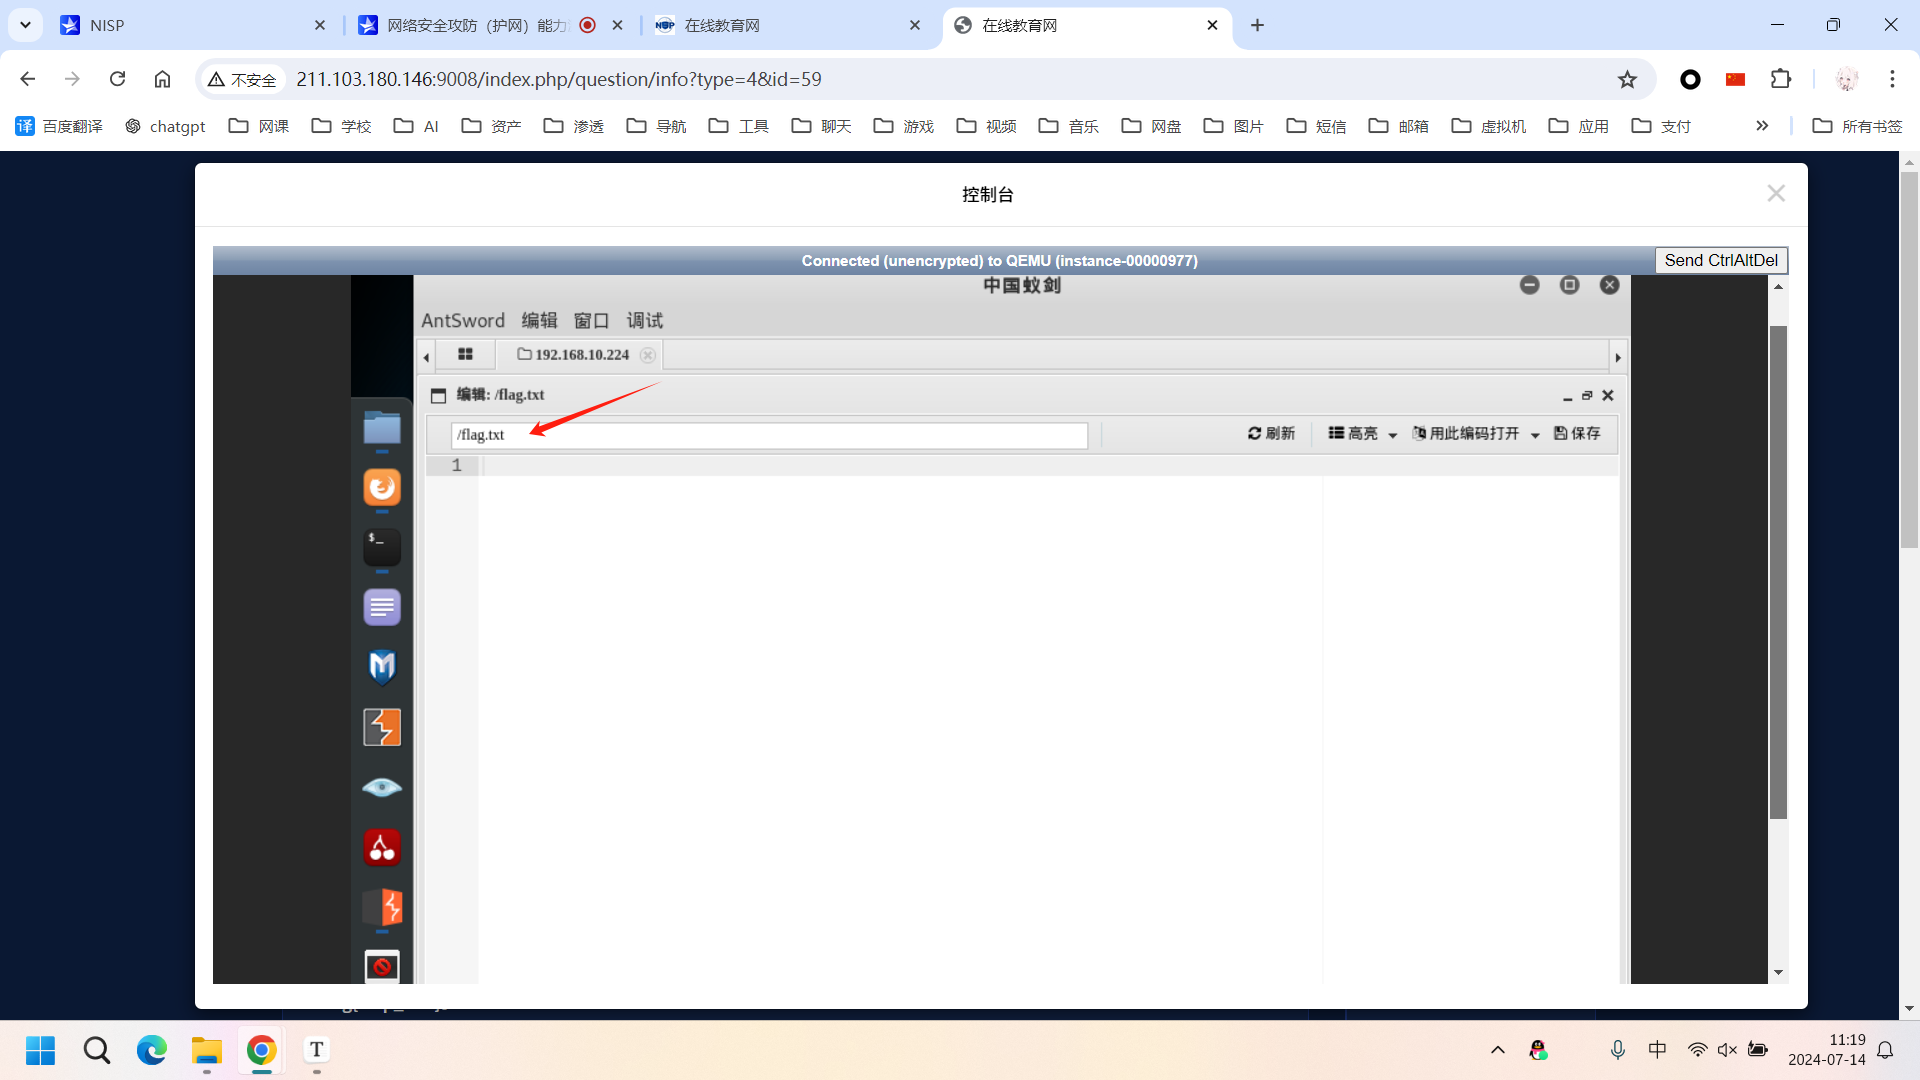 NISP
网络安全攻防（护网）能力
在线教育网
在线教育网
不安全
211.103.180.146:9008/index.php/question/info?type=4&id=59
百度翻译
chatgpt
网课
学校
AI
资产
渗透
导航
工具
聊天
游戏
视频
音乐
网盘
图片
短信
邮箱
虚拟机
应用
支付
所有书签
控制台
Connected (unencrypted) to QEMU (instance-00000977)
Send CtrlAltDel
中国蚁剑
AntSword 编辑 窗口 调试
192.168.10.224
编辑: /flag.txt
/flag.txt
刷新
高亮
用此编码打开
保存
1
中
11:19
2024-07-14